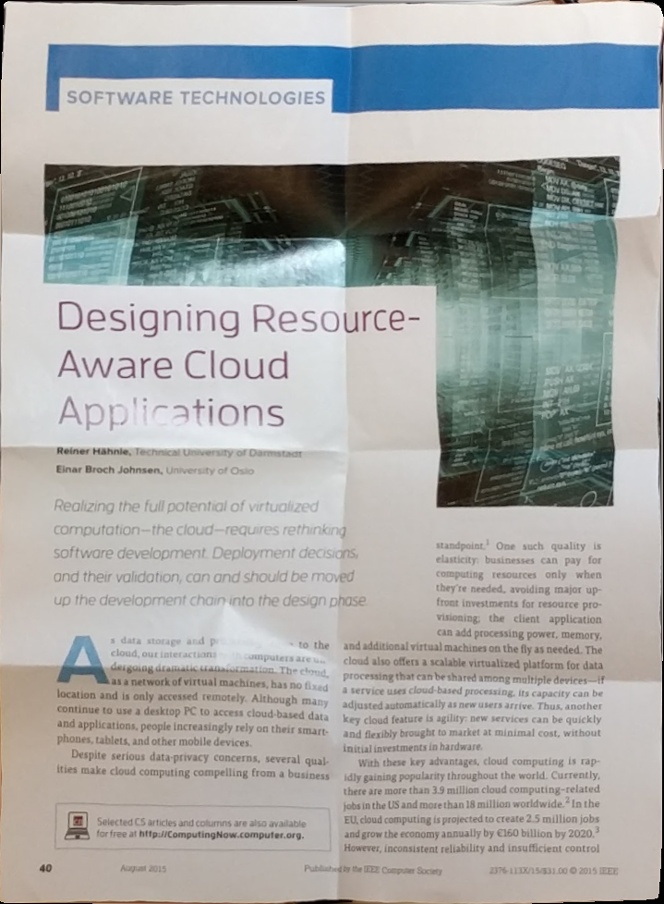 SOFTWARE TECHNOLOGIES
Designing Resource-
Aware Cloud
Applications
Reiner Hähnle, Technical University of Darmstadt
Einar Broch Johnsen, University of Oslo
Realizing the full potential of virtualized
computation—the cloud—requires rethinking
software development. Deployment decisions,
and their validation, can and should be moved
up the development chain into the design phase.
As data storage and to the
cloud, our interactions computers are un-
dergoing dramatic transformation. The cloud,
as a network of virtual machines, has no fixed
location and is only accessed remotely. Although many
continue to use a desktop PC to access cloud-based data
and applications, people increasingly rely on their smart-
phones, tablets, and other mobile devices.
Despite serious data-privacy concerns, several qual-
ities make cloud computing compelling from a business
Selected CS articles and columns are also available
for free at http://ComputingNow.computer.org.
standpoint.1 One such quality is
elasticity: businesses can pay for
computing resources only when
they're needed, avoiding major up-
front investments for resource pro-
visioning; the client application
can add processing power, memory,
and additional virtual machines on the fly as needed. The
cloud also offers a scalable virtualized platform for data
processing that can be shared among multiple devices—if
a service uses cloud-based processing, its capacity can be
adjusted automatically as new users arrive. Thus, another
key cloud feature is agility: new services can be quickly
and flexibly brought to market at minimal cost, without
initial investments in hardware.
With these key advantages, cloud computing is rap-
idly gaining popularity throughout the world. Currently,
there are more than 3.9 million cloud computing–related
jobs in the US and more than 18 million worldwide.2 In the
EU, cloud computing is projected to create 2.5 million jobs
and grow the economy annually by €160 billion by 2020.3
However, inconsistent reliability and insufficient control
40
August 2015
Published by the IEEE Computer Society
2376-113X/15/$31.00 © 2015 IEEE